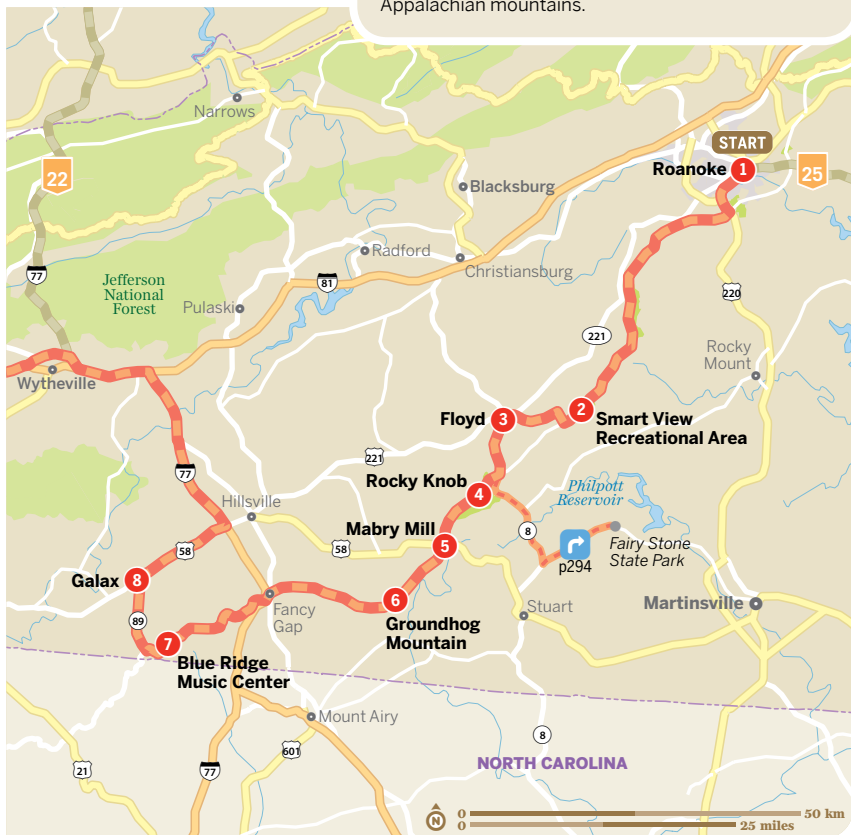 Appalachian mountains.
Narrows
START
Roanoke 1
25
22
Blacksburg
77
Radford
Christiansburg
Jefferson
National
Forest
81
220
Pulaski
221
Rocky
Mount
Wytheville
Floyd 3
2 Smart View
Recreational Area
221
77
Rocky Knob 4
Philpott
Reservoir
Hillsville
8
Mabry Mill 5
58
58
Fairy Stone
State Park
p294
Galax 8
Fancy
Gap
6
Groundhog
Mountain
Stuart
Martinsville
89
7
Blue Ridge
Music Center
Mount Airy
8
601
NORTH CAROLINA
21
77
N
0 50 km
0 25 miles